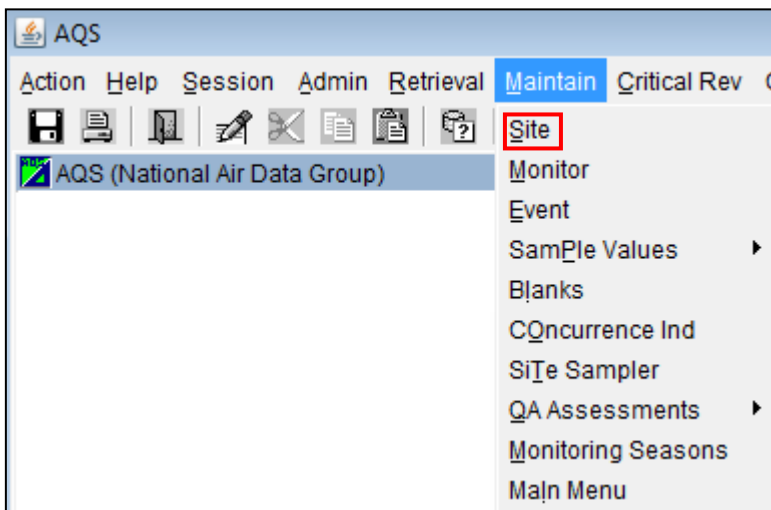 AQS
Action Help Session Admin Retrieval Maintain Critical Rev
AQS (National Air Data Group)
Site
Monitor
Event
SamPle Values
Blanks
COncurrence Ind
SiTe Sampler
QA Assessments
Monitoring Seasons
MaIn Menu